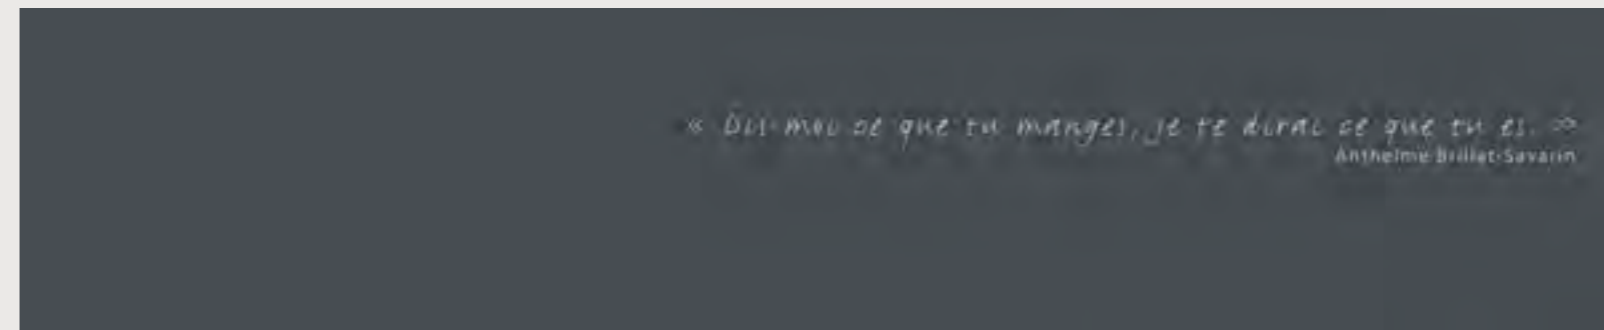 « Dis-moi ce que tu manges, je te dirai ce que tu es. »
Anthelme Brillat-Savarin